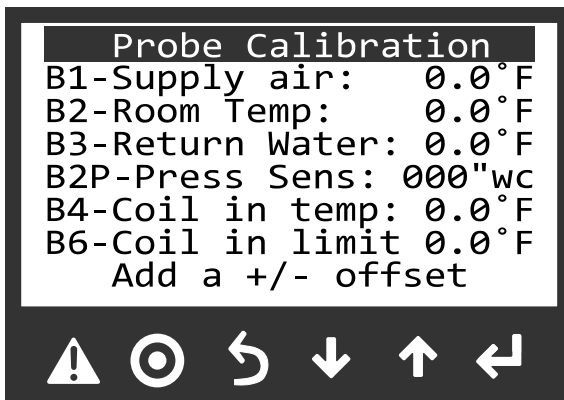 Probe Calibration
B1-Supply air: 0.0°F
B2-Room Temp: 0.0°F
B3-Return Water: 0.0°F
B2P-Press Sens: 000"wc
B4-Coil in temp: 0.0°F
B6-Coil in limit 0.0°F
Add a +/- offset